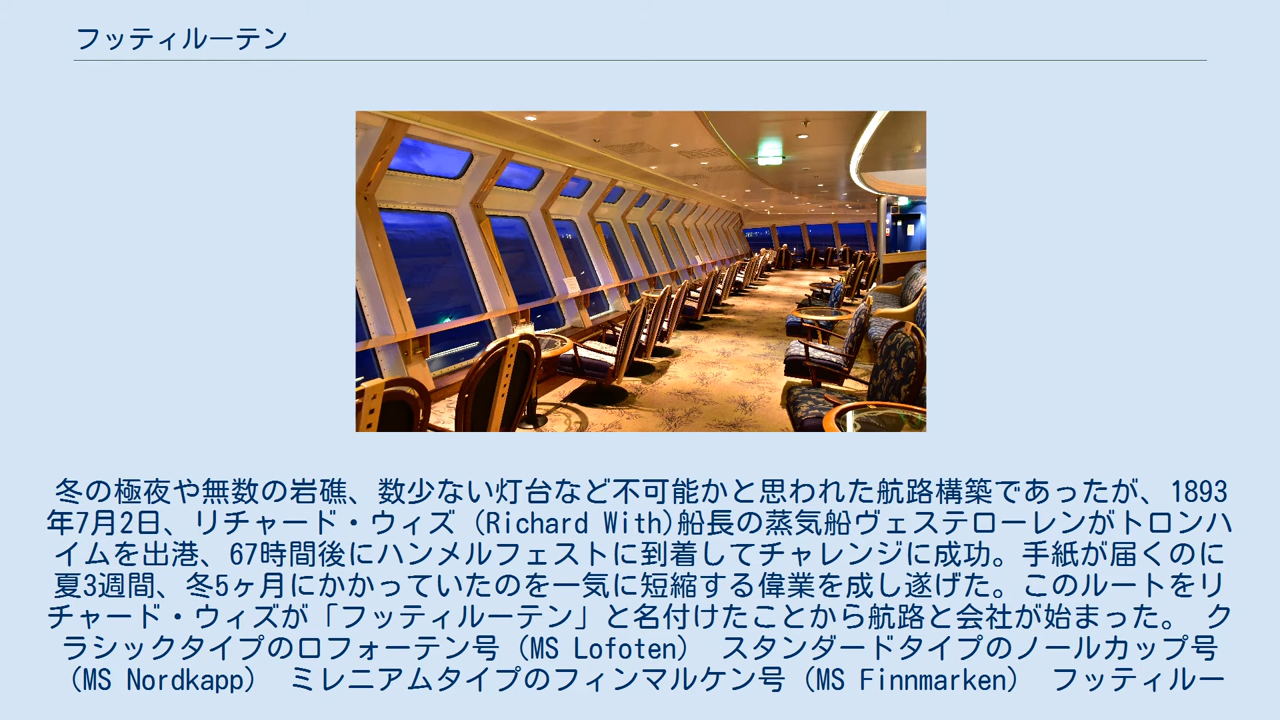 フッティルーテン
冬の極夜や無数の岩礁、数少ない灯台など不可能かと思われた航路構築であったが、1893
年7月2日、リチャード・ウィズ (Richard With)船長の蒸気船ヴェステローレンがトロンハ
イムを出港、67時間後にハンメルフェストに到着してチャレンジに成功。手紙が届くのに
夏3週間、冬5ヶ月にかかっていたのを一気に短縮する偉業を成し遂げた。このルートをリ
チャード・ウィズが「フッティルーテン」と名付けたことから航路と会社が始まった。 ク
ラシックタイプのロフォーテン号（MS Lofoten） スタンダードタイプのノールカップ号
（MS Nordkapp） ミレニアムタイプのフィンマルケン号（MS Finnmarken） フッティルー